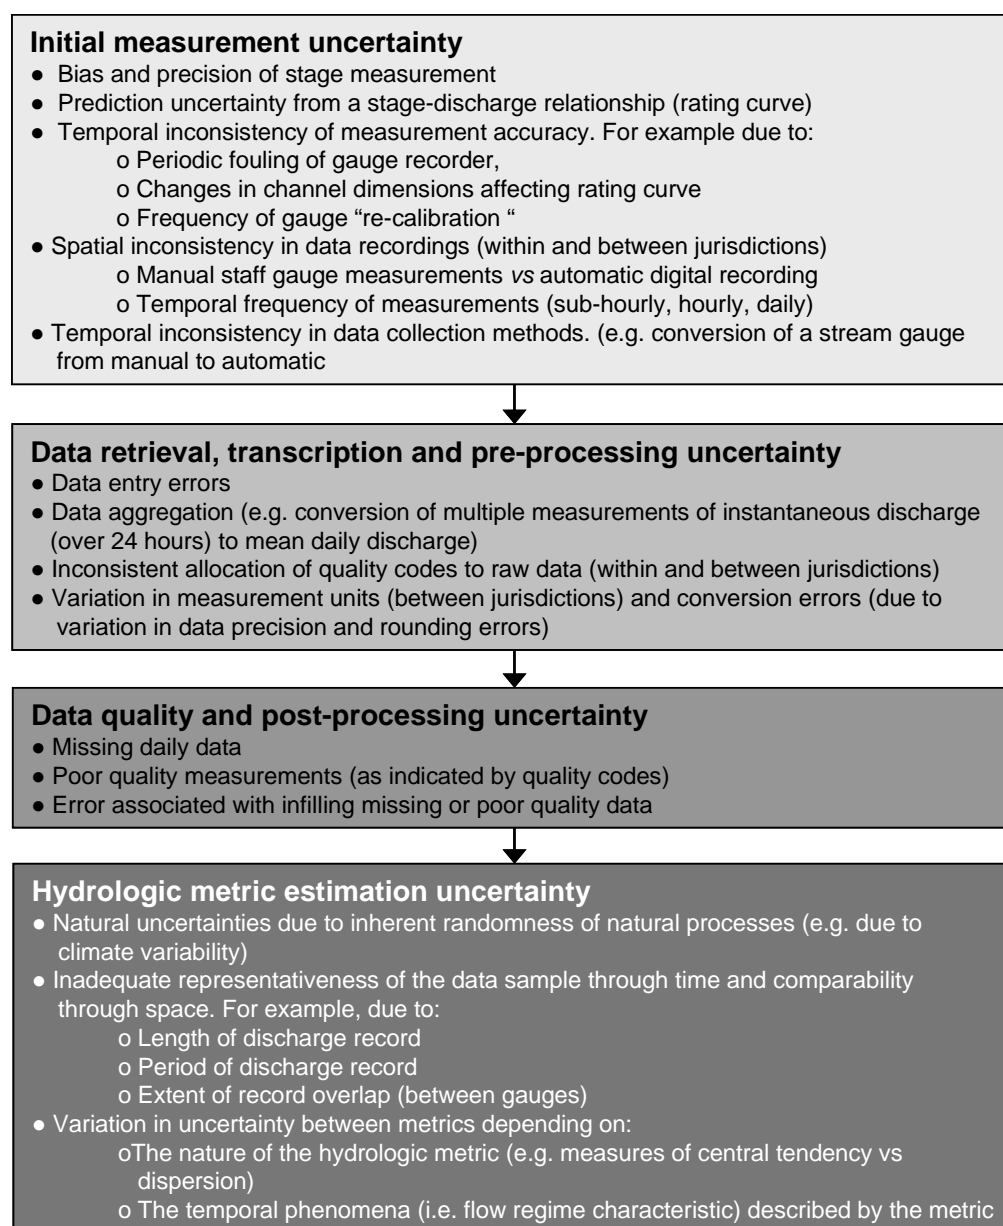 Initial measurement uncertainty
● Bias and precision of stage measurement
● Prediction uncertainty from a stage-discharge relationship (rating curve)
● Temporal inconsistency of measurement accuracy. For example due to:
o Periodic fouling of gauge recorder,
o Changes in channel dimensions affecting rating curve
o Frequency of gauge “re-calibration “
● Spatial inconsistency in data recordings (within and between jurisdictions)
o Manual staff gauge measurements vs automatic digital recording
o Temporal frequency of measurements (sub-hourly, hourly, daily)
● Temporal inconsistency in data collection methods. (e.g. conversion of a stream gauge
from manual to automatic
Data retrieval, transcription and pre-processing uncertainty
● Data entry errors
● Data aggregation (e.g. conversion of multiple measurements of instantaneous discharge
(over 24 hours) to mean daily discharge)
● Inconsistent allocation of quality codes to raw data (within and between jurisdictions)
● Variation in measurement units (between jurisdictions) and conversion errors (due to
variation in data precision and rounding errors)
Data quality and post-processing uncertainty
● Missing daily data
● Poor quality measurements (as indicated by quality codes)
● Error associated with infilling missing or poor quality data
Hydrologic metric estimation uncertainty
● Natural uncertainties due to inherent randomness of natural processes (e.g. due to
climate variability)
● Inadequate representativeness of the data sample through time and comparability
through space. For example, due to:
o Length of discharge record
o Period of discharge record
o Extent of record overlap (between gauges)
● Variation in uncertainty between metrics depending on:
oThe nature of the hydrologic metric (e.g. measures of central tendency vs
dispersion)
o The temporal phenomena (i.e. flow regime characteristic) described by the metric